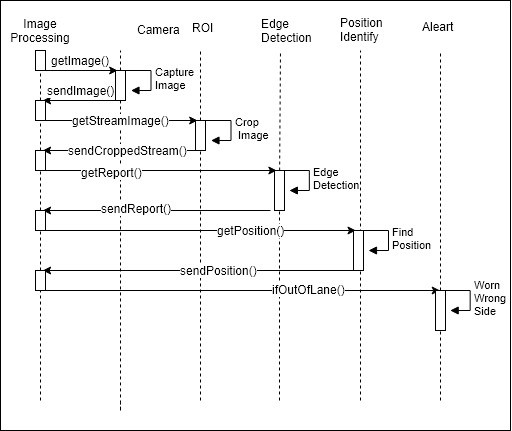 Image
Processing
Camera
ROI
Edge
Detection
Position
Identify
Aleart
getImage()
Capture
Image
sendImage()
getStreamImage()
Crop
Image
sendCroppedStream()
getReport()
Edge
Detection
sendReport()
getPosition()
Find
Position
sendPosition()
ifOutOfLane()
Worn
Wrong
Side